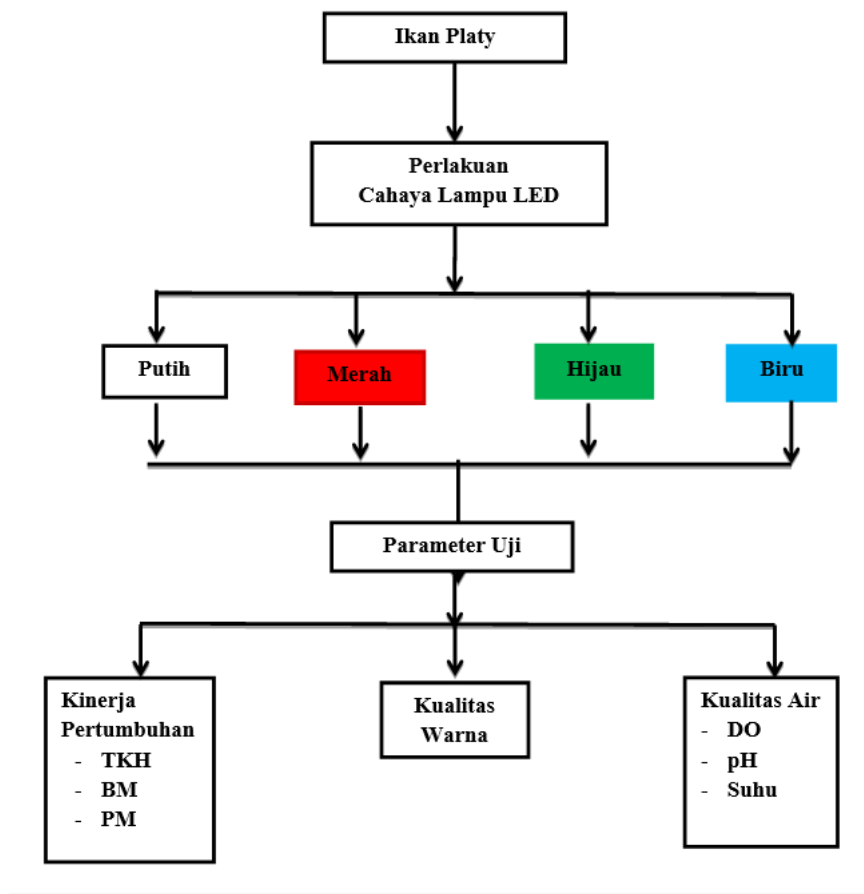 Ikan Platy
Perlakuan
Cahaya Lampu LED
Putih
Merah
Hijau
Biru
Parameter Uji
Kinerja
Pertumbuhan
- TKH
- BM
- PM
Kualitas
Warna
Kualitas Air
- DO
- pH
- Suhu